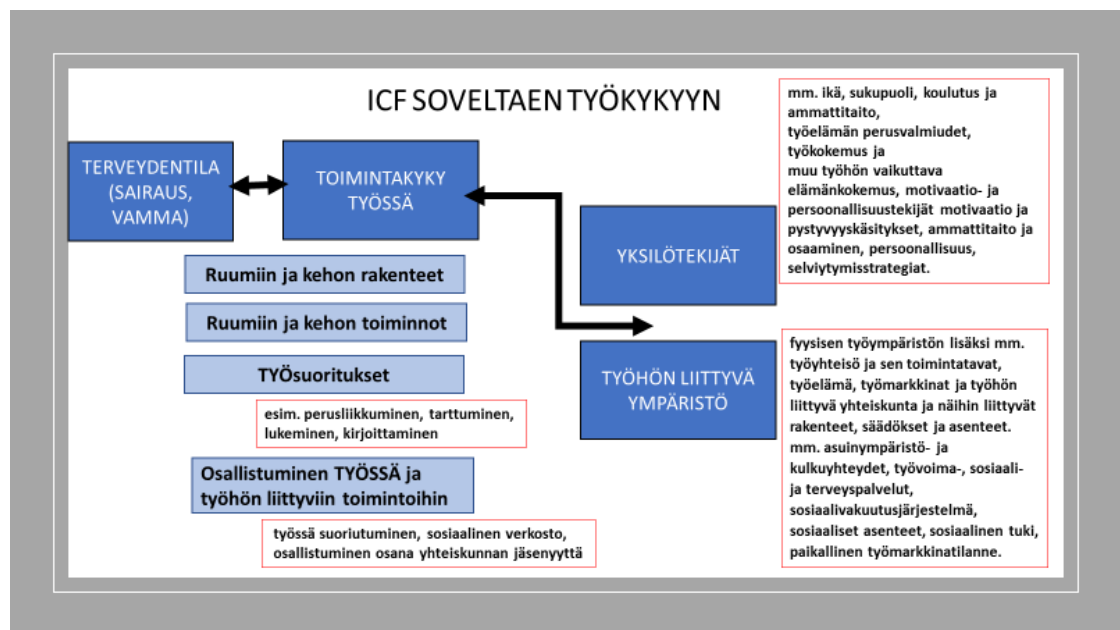 ICF SOVELTAEN TYÖKYKYYN
TERVEYDENTILA
(SAIRAUS,
VAMMA)
TOIMINTAKYKY
TYÖSSÄ
Ruumiin ja kehon rakenteet
Ruumiin ja kehon toiminnot
TYÖsuoritukset
esim. perusliikkuminen, tarttuminen,
lukeminen, kirjoittaminen
Osallistuminen TYÖSSÄ ja
työhön liittyviin toimintoihin
työssä suoriutuminen, sosiaalinen verkosto,
osallistuminen osana yhteiskunnan jäsenyyttä
YKSILÖTEKIJÄT
mm. ikä, sukupuoli, koulutus ja
ammattitaito,
työelämän perusvalmiudet,
työkokemus ja
muu työhön vaikuttava
elämänkokemus, motivaatio- ja
persoonallisuustekijät motivaatio ja
pystyvyyskäsitykset, ammattitaito ja
osaaminen, persoonallisuus,
selviytymisstrategiat.
TYÖHÖN LIITTYVÄ
YMPÄRISTÖ
fyysisen työympäristön lisäksi mm.
työyhteisö ja sen toimintatavat,
työelämä, työmarkkinat ja työhön
liittyvä yhteiskunta ja näihin liittyvät
rakenteet, säädökset ja asenteet.
mm. asuinympäristö- ja
kulkuyhteydet, työvoima-, sosiaali-
ja terveyspalvelut,
sosiaalivakuutusjärjestelmä,
sosiaaliset asenteet, sosiaalinen tuki,
paikallinen työmarkkinatilanne.